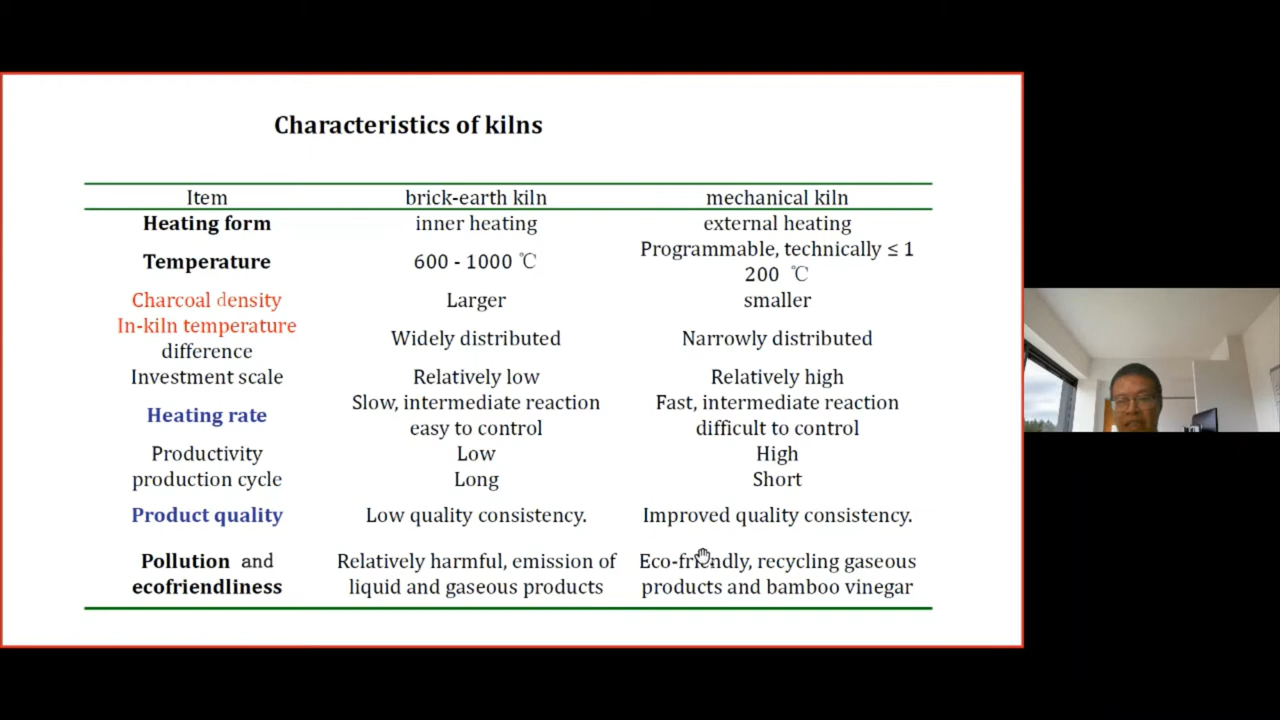 Characteristics of kilns
Item brick-earth kiln mechanical kiln
Heating form inner heating external heating
Temperature 600 - 1000 ℃ Programmable, technically ≤ 1
200 ℃
Charcoal density Larger smaller
In-kiln temperature
difference Widely distributed Narrowly distributed
Investment scale Relatively low Relatively high
Heating rate Slow, intermediate reaction Fast, intermediate reaction
easy to control difficult to control
Productivity Low High
production cycle Long Short
Product quality Low quality consistency. Improved quality consistency.
Pollution and Relatively harmful, emission of Eco-friendly, recycling gaseous
ecofriendliness liquid and gaseous products products and bamboo vinegar